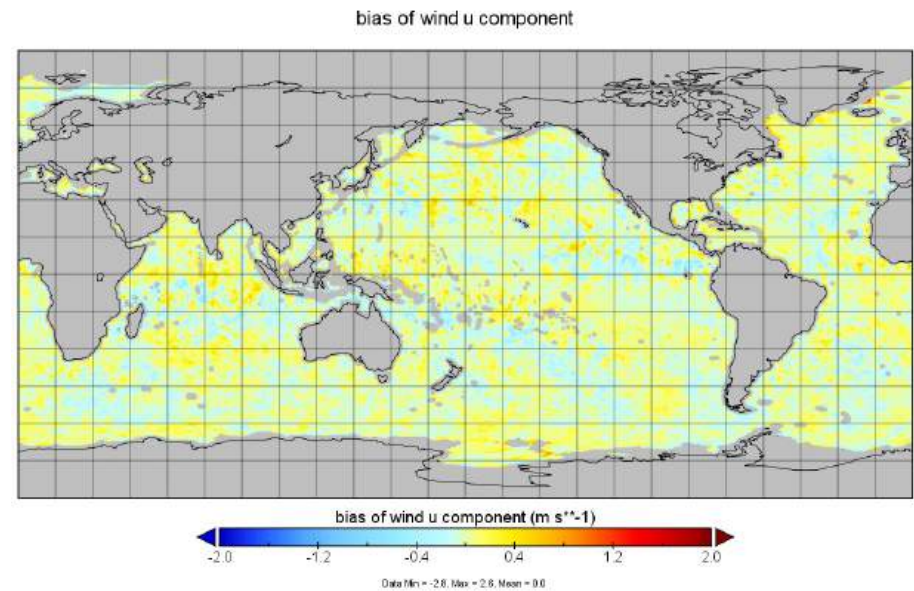 bias of wind u component
bias of wind u component (m s**-1)
-2.0 -1.2 -0.4 0.4 1.2 2.0
Data Min = -2.8, Max = 2.6, Mean = 0.0